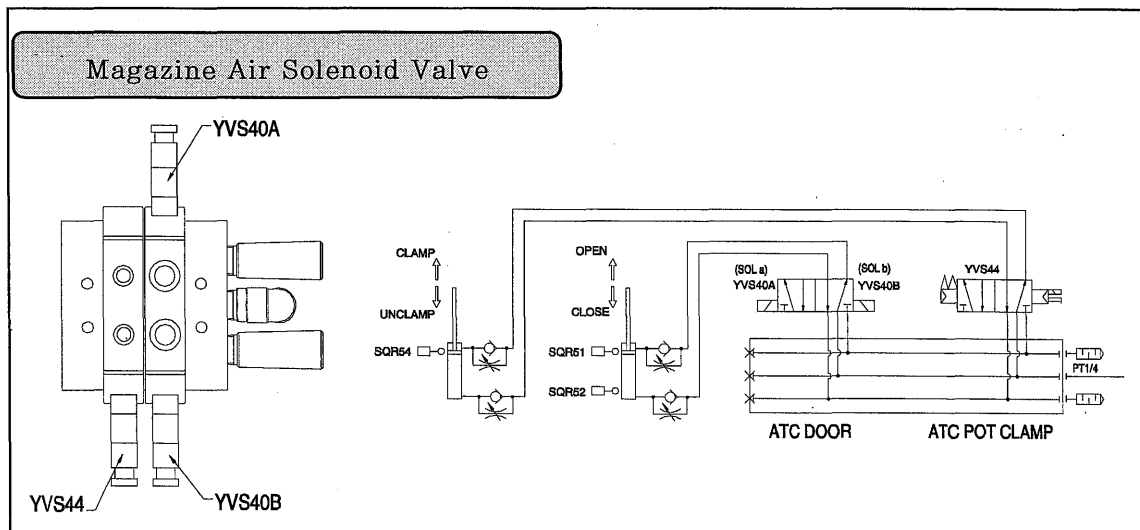 Magazine Air Solenoid Valve
YVS40A
YVS44
YVS40B
CLAMP
UNCLAMP
SQR54
OPEN
CLOSE
SQR51
SQR52
(SOL a)
YVS40A
(SOL b)
YVS40B
YVS44
PT1/4
ATC DOOR
ATC POT CLAMP